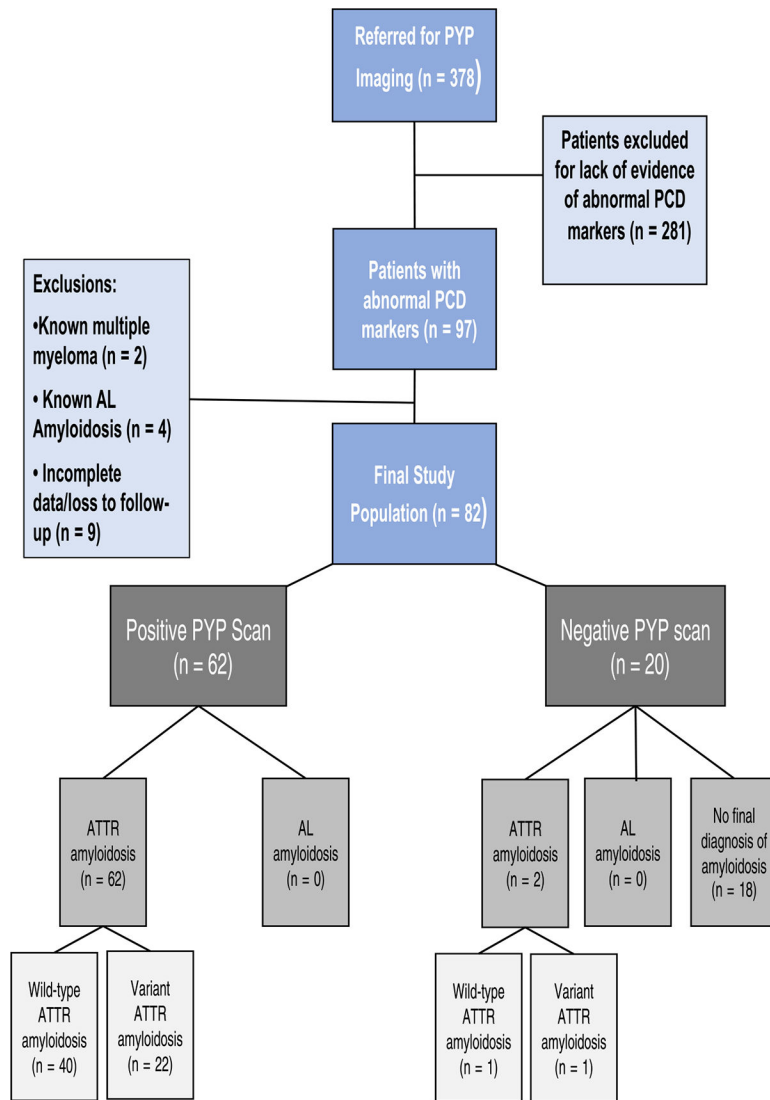 Referred for PYP
Imaging (n = 378)
Patients excluded
for lack of evidence
of abnormal PCD
markers (n = 281)
Patients with
abnormal PCD
markers (n = 97)
Exclusions:
•Known multiple
myeloma (n = 2)
• Known AL
Amyloidosis (n = 4)
• Incomplete
data/loss to follow-
up (n = 9)
Final Study
Population (n = 82)
Positive PYP Scan
(n = 62)
Negative PYP scan
(n = 20)
ATTR
amyloidosis
(n = 62)
AL
amyloidosis
(n = 0)
ATTR
amyloidosis
(n = 2)
AL
amyloidosis
(n = 0)
No final
diagnosis of
amyloidosis
(n = 18)
Wild-type
ATTR
amyloidosis
(n = 40)
Variant
ATTR
amyloidosis
(n = 22)
Wild-type
ATTR
amyloidosis
(n = 1)
Variant
ATTR
amyloidosis
(n = 1)